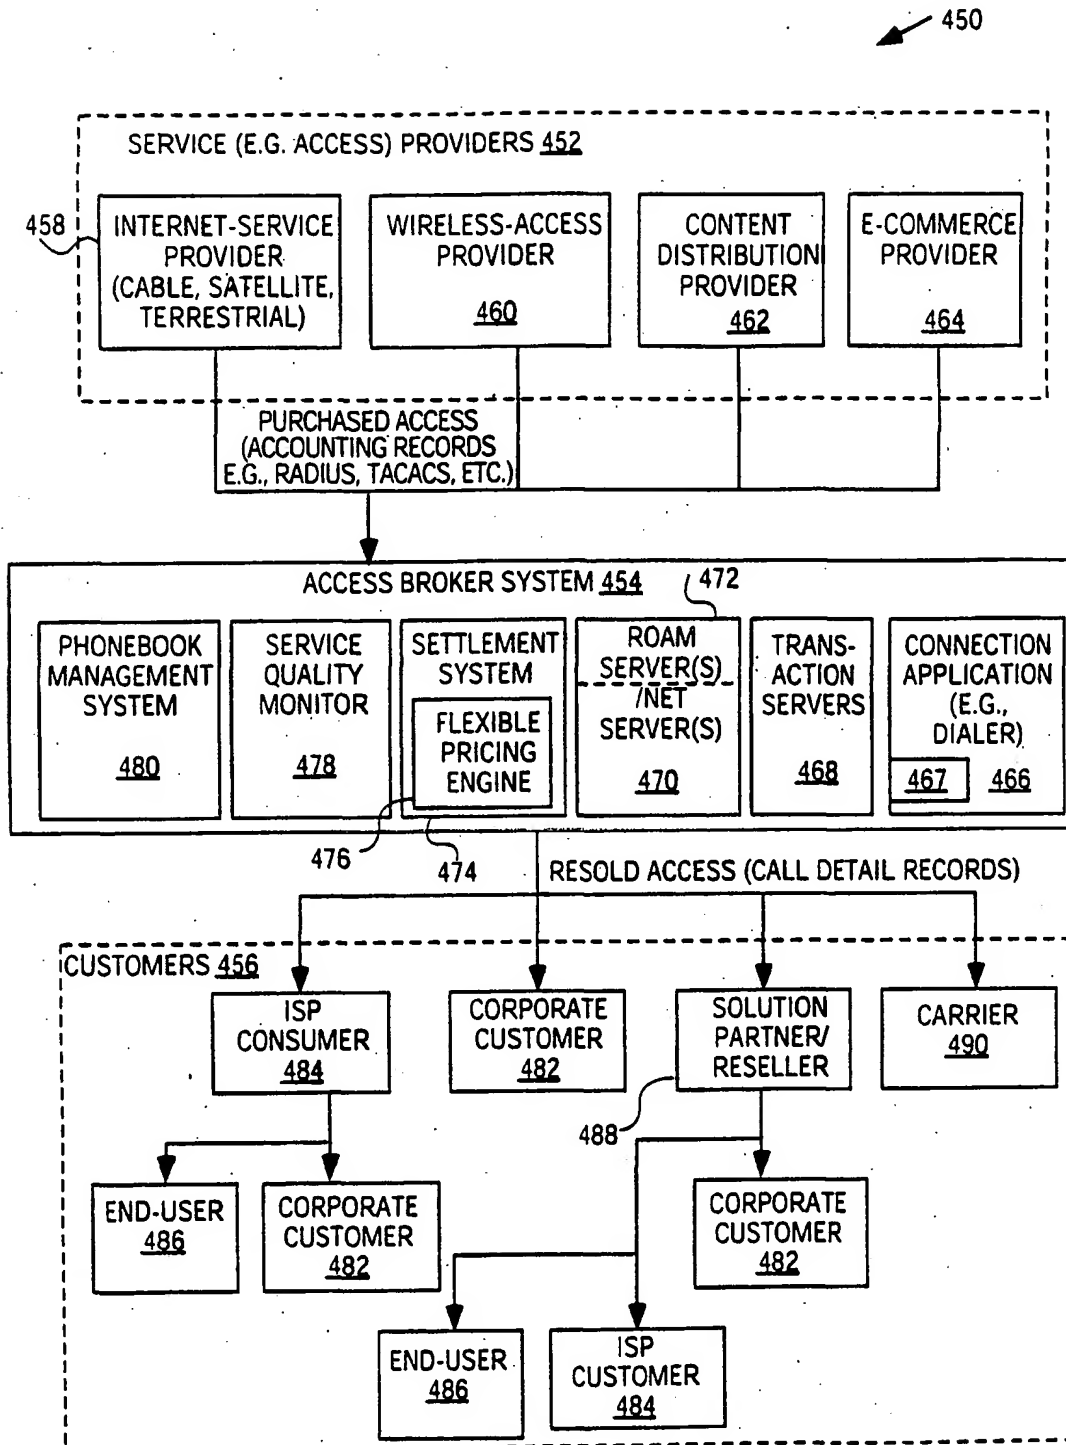 450
SERVICE (E.G. ACCESS) PROVIDERS 452
458
INTERNET-SERVICE
PROVIDER
(CABLE, SATELLITE,
TERRESTRIAL)
WIRELESS-ACCESS
PROVIDER
460
CONTENT
DISTRIBUTION
PROVIDER
462
E-COMMERCE
PROVIDER
464
PURCHASED ACCESS
(ACCOUNTING RECORDS
E.G., RADIUS, TACACS, ETC.)
ACCESS BROKER SYSTEM 454
472
PHONEBOOK
MANAGEMENT
SYSTEM
480
SERVICE
QUALITY
MONITOR
478
SETTLEMENT
SYSTEM
FLEXIBLE
PRICING
ENGINE
476
474
ROAM
SERVER(S)
/NET
SERVER(S)
470
TRANS-
ACTION
SERVERS
468
CONNECTION
APPLICATION
(E.G.,
DIALER)
467
466
RESOLD ACCESS (CALL DETAIL RECORDS)
CUSTOMERS 456
ISP
CONSUMER
484
CORPORATE
CUSTOMER
482
SOLUTION
PARTNER/
RESELLER
488
CARRIER
490
END-USER
486
CORPORATE
CUSTOMER
482
CORPORATE
CUSTOMER
482
END-USER
486
ISP
CUSTOMER
484